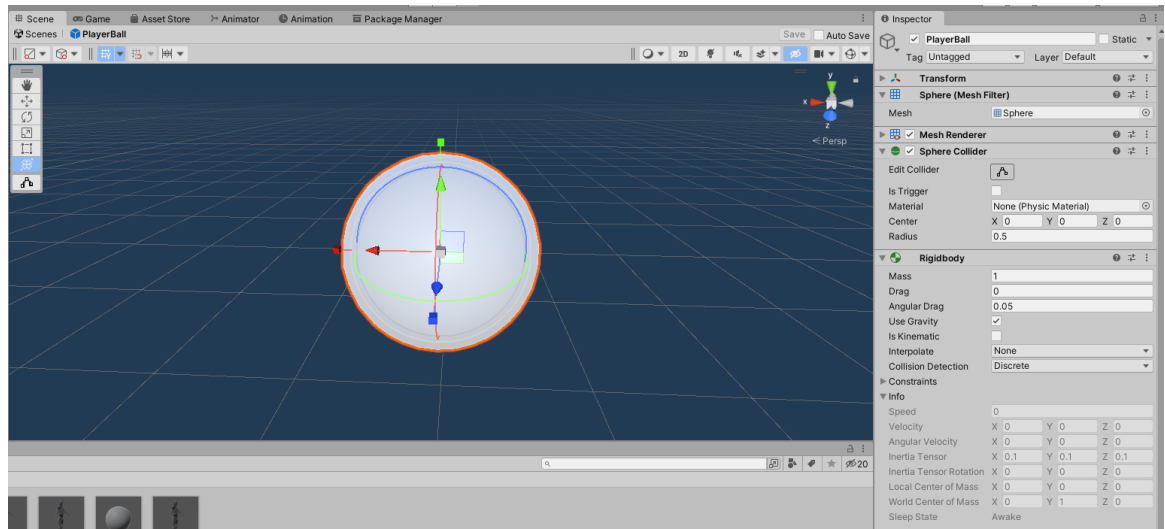 Scene Game Asset Store Animator Animation Package Manager
Scenes PlayerBall Save Auto Save
2D
y
x
z
Persp
20
Inspector
PlayerBall Static
Tag Untagged Layer Default
Transform
Sphere (Mesh Filter)
Mesh Sphere
Mesh Renderer
Sphere Collider
Edit Collider
Is Trigger
Material None (Physic Material)
Center X 0 Y 0 Z 0
Radius 0.5
Rigidbody
Mass 1
Drag 0
Angular Drag 0.05
Use Gravity
Is Kinematic
Interpolate None
Collision Detection Discrete
Constraints
Info
Speed 0
Velocity X 0 Y 0 Z 0
Angular Velocity X 0 Y 0 Z 0
Inertia Tensor X 0.1 Y 0.1 Z 0.1
Inertia Tensor Rotation X 0 Y 0 Z 0
Local Center of Mass X 0 Y 0 Z 0
World Center of Mass X 0 Y 1 Z 0
Sleep State Awake